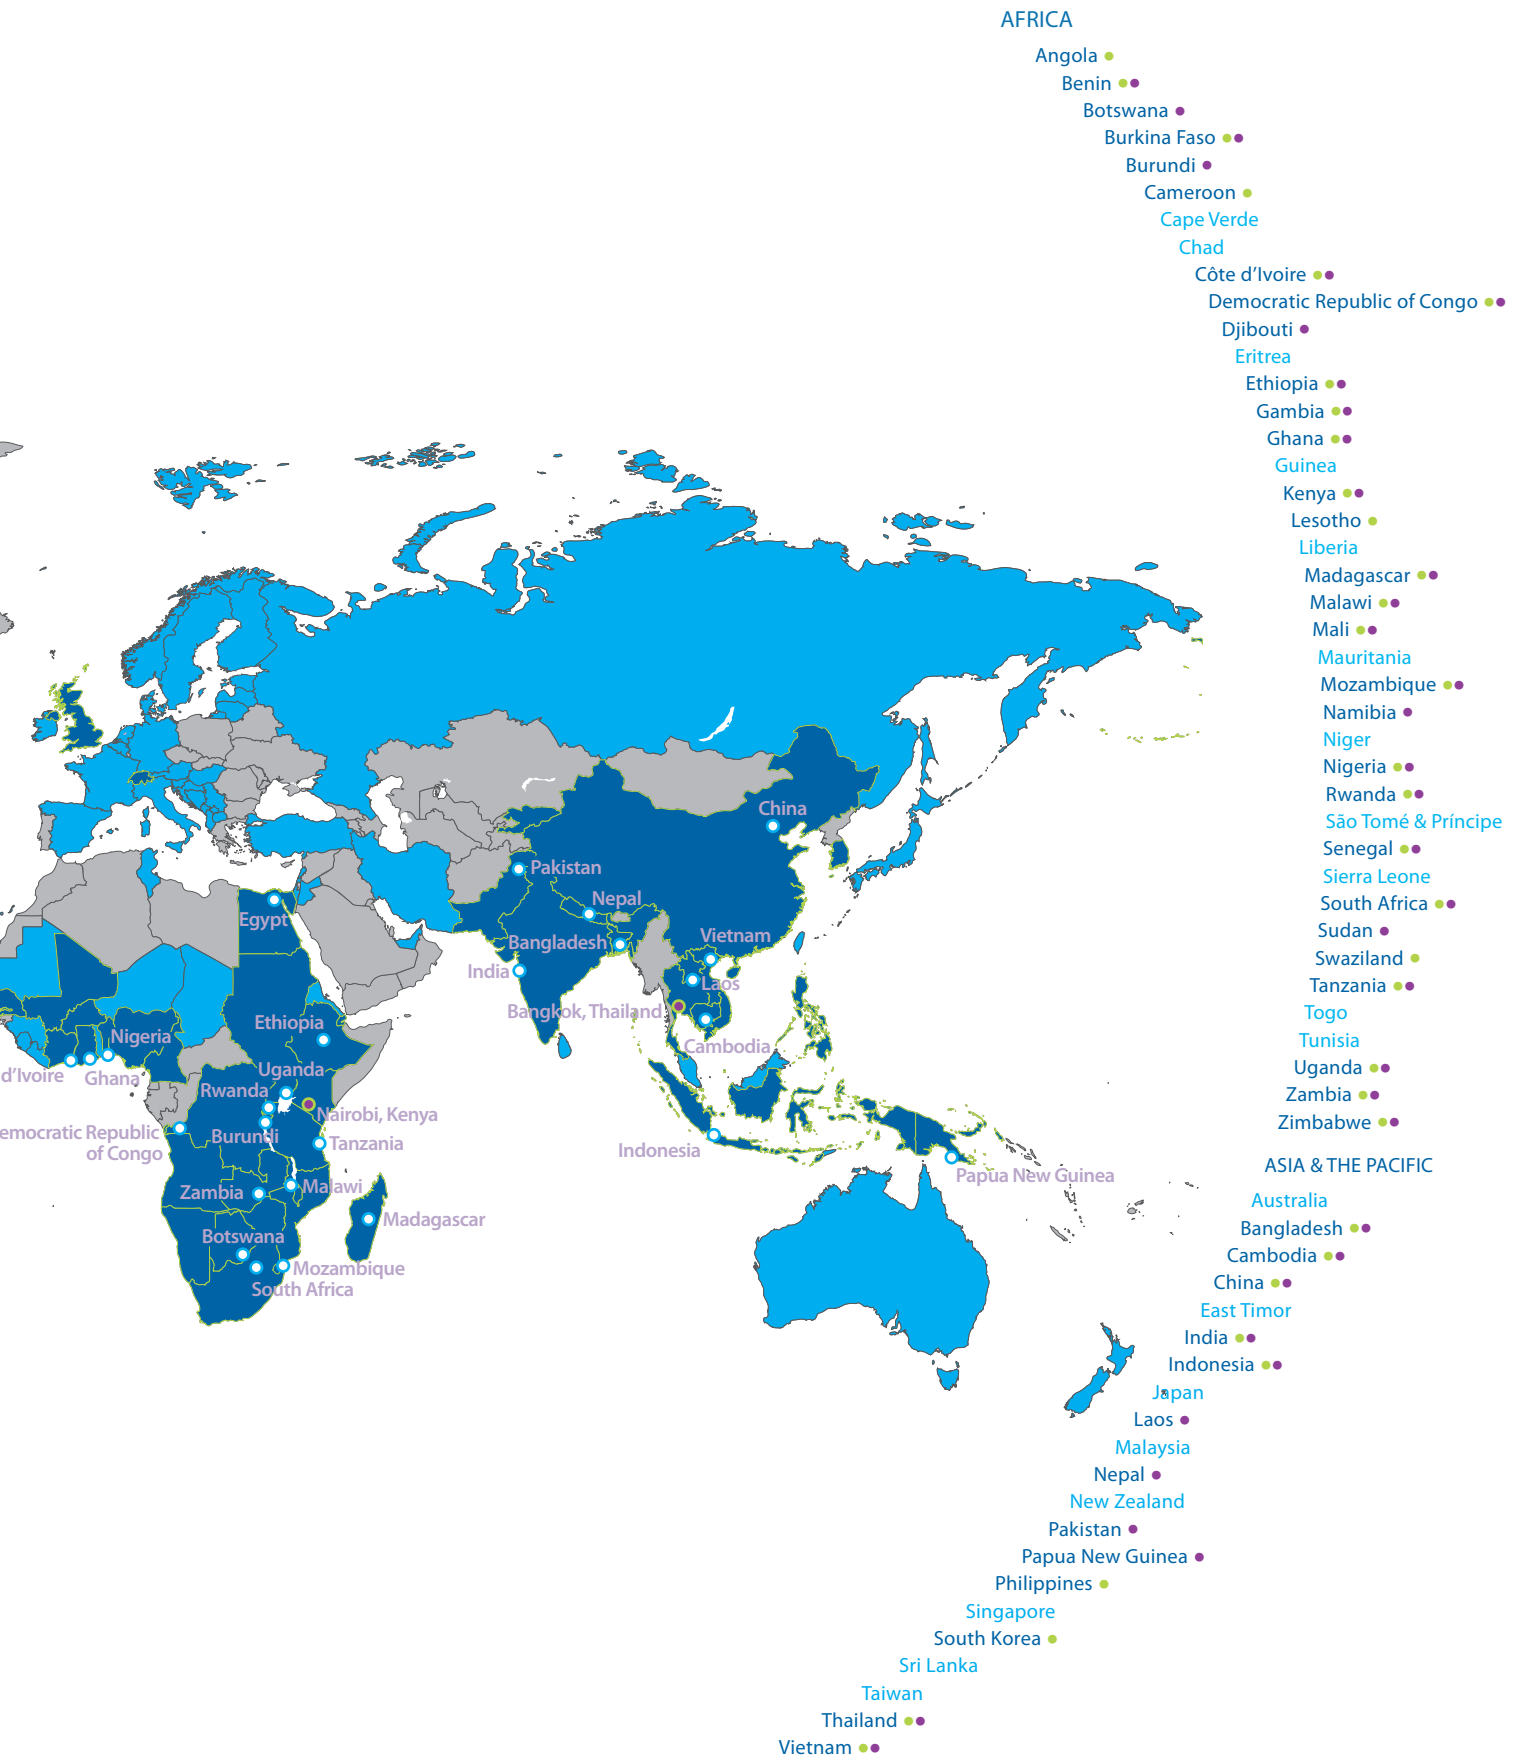 AFRICA
Angola
Benin
Botswana
Burkina Faso
Burundi
Cameroon
Cape Verde
Chad
Côte d’Ivoire
Democratic Republic of Congo
Djibouti
Eritrea
Ethiopia
Gambia
Ghana
Guinea
Kenya
Lesotho
Liberia
Madagascar
Malawi
Mali
Mauritania
Mozambique
Namibia
Niger
Nigeria
Rwanda
São Tomé & Príncipe
Senegal
Sierra Leone
South Africa
Sudan
Swaziland
Tanzania
Togo
Tunisia
Uganda
Zambia
Zimbabwe
ASIA & THE PACIFIC
Australia
Bangladesh
Cambodia
China
East Timor
India
Indonesia
Japan
Laos
Malaysia
Nepal
New Zealand
Pakistan
Papua New Guinea
Philippines
Singapore
South Korea
Sri Lanka
Taiwan
Thailand
Vietnam
China
Pakistan
Nepal
Egypt
Vietnam
Bangladesh
India
Laos
Bangkok, Thailand
Ethiopia
Nigeria
Cambodia
Uganda
d’Ivoire
Ghana
Rwanda
Nairobi, Kenya
emocratic Republic
of Congo
Burundi
Tanzania
Indonesia
Papua New Guinea
Zambia
Malawi
Madagascar
Botswana
Mozambique
South Africa